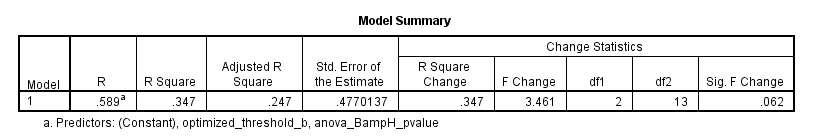 Model Summary
Change Statistics
Model R R Square Adjusted R Square Std. Error of the Estimate R Square Change F Change df1 df2 Sig. F Change
1 .589a .347 .247 .4770137 .347 3.461 2 13 .062
a. Predictors: (Constant), optimized_threshold_b, anova_BampH_pvalue